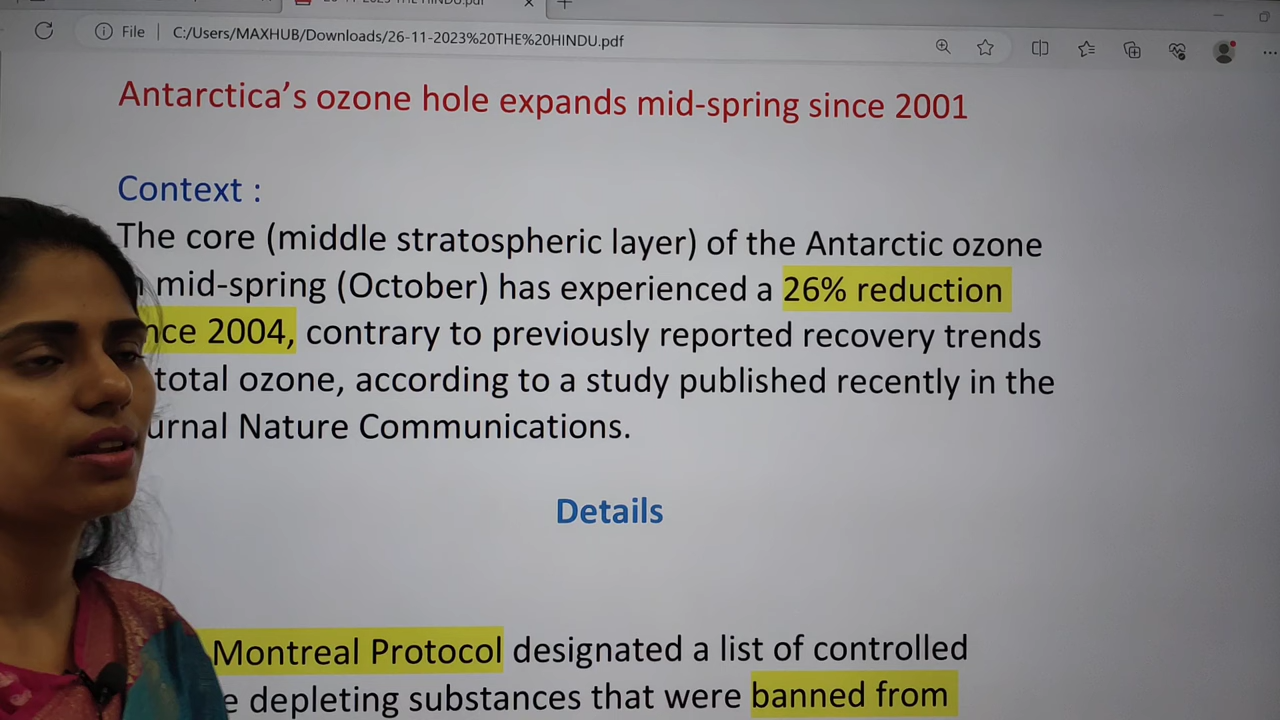 File | C:/Users/MAXHUB/Downloads/26-11-2023%20THE%20HINDU.pdf
Antarctica's ozone hole expands mid-spring since 2001
Context :
The core (middle stratospheric layer) of the Antarctic ozone
mid-spring (October) has experienced a 26% reduction
2004, contrary to previously reported recovery trends
total ozone, according to a study published recently in the
Nature Communications.
Details
Montreal Protocol designated a list of controlled
depleting substances that were banned from